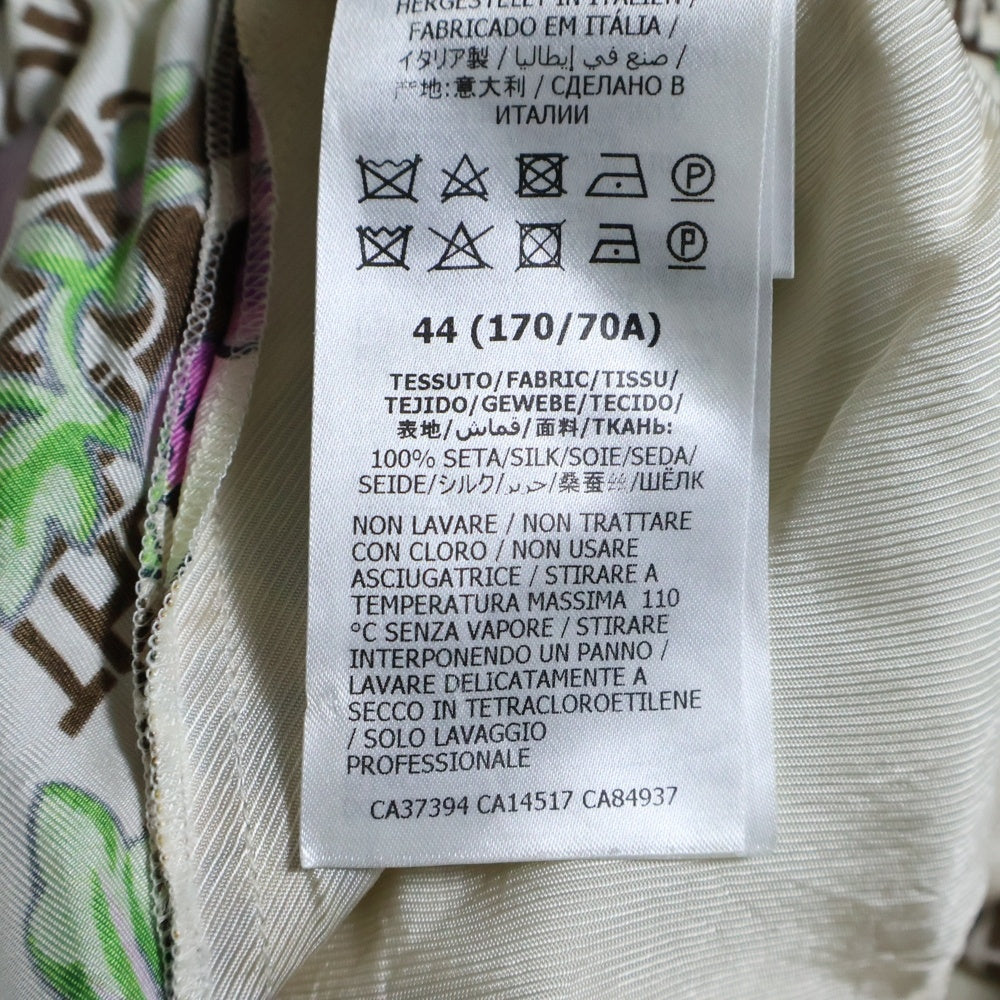 HERGESTELLT IN ITALIEN /
FABRICADO EM ITÁLIA /
イタリア製 / صنع في إيطاليا /
产地:意大利 / СДЕЛАНО В
ИТАЛИИ
P
P
44 (170/70A)
TESSUTO/FABRIC/TISSU/
TEJIDO/GEWEBE/TECIDO/
表地/قماش/面料/ТКАНЬ:
100% SETA/SILK/SOIE/SEDA/
SEIDE/シルク/حرير/桑蚕丝/ШЁЛК
NON LAVARE / NON TRATTARE
CON CLORO / NON USARE
ASCIUGATRICE / STIRARE A
TEMPERATURA MASSIMA 110
°C SENZA VAPORE / STIRARE
INTERPONENDO UN PANNO /
LAVARE DELICATAMENTE A
SECCO IN TETRACLOROETILENE
/ SOLO LAVAGGIO
PROFESSIONALE
CA37394 CA14517 CA84937